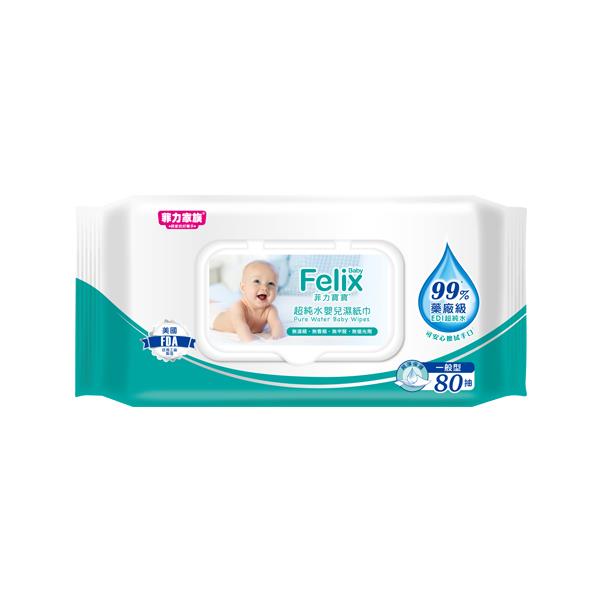 菲力家族
Baby
Felix
菲力寶寶
超純水嬰兒濕紙巾
Pure Water Baby Wipes
無酒精・無香精・無甲醛・無螢光劑
99%
藥廠級
EDI超純水
可安心擦拭手口
美國
FDA
一般型
80抽